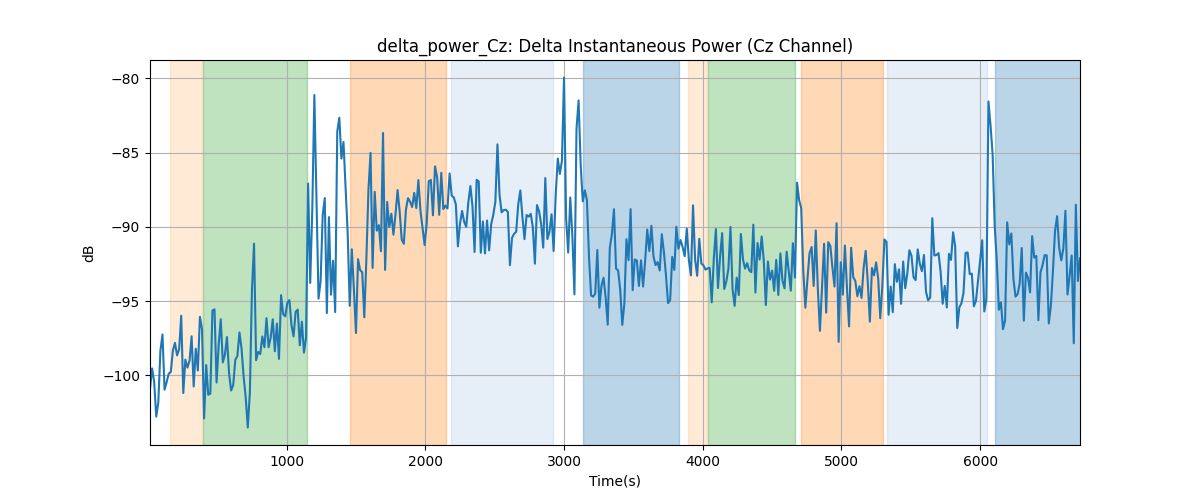 delta_power_Cz: Delta Instantaneous Power (Cz Channel)
−80
−85
−90
−95
−100
dB
1000 2000 3000 4000 5000 6000
Time(s)